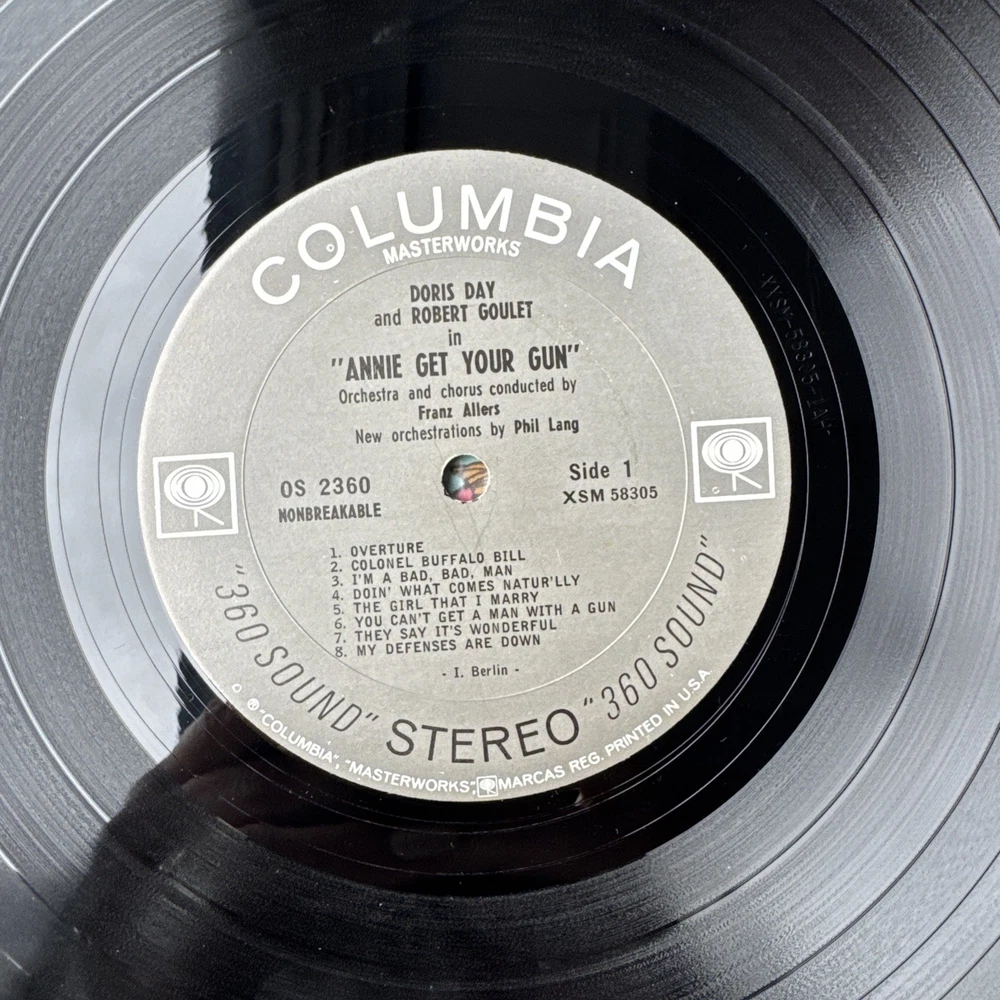 COLUMBIA
MASTERWORKS
DORIS DAY
and ROBERT GOULET
in
"ANNIE GET YOUR GUN"
Orchestra and chorus conducted by
Franz Allers
New orchestrations by Phil Lang
OS 2360
NONBREAKABLE
Side 1
XSM 58305
1. OVERTURE
2. COLONEL BUFFALO BILL
3. I'M A BAD, BAD, MAN
4. DOIN' WHAT COMES NATUR'LLY
5. THE GIRL THAT I MARRY
6. YOU CAN'T GET A MAN WITH A GUN
7. THEY SAY IT'S WONDERFUL
8. MY DEFENSES ARE DOWN
- I. Berlin -
"360 SOUND" STEREO "360 SOUND"
® "COLUMBIA", "MASTERWORKS", MARCAS REG. PRINTED IN U.S.A.